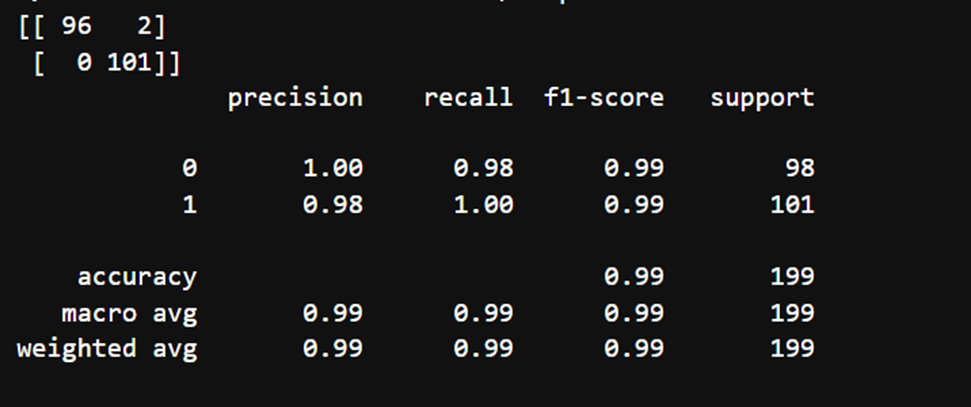 [[ 96   2]
 [  0 101]]
              precision    recall  f1-score   support

           0       1.00      0.98      0.99        98
           1       0.98      1.00      0.99       101

    accuracy                           0.99       199
   macro avg       0.99      0.99      0.99       199
weighted avg       0.99      0.99      0.99       199